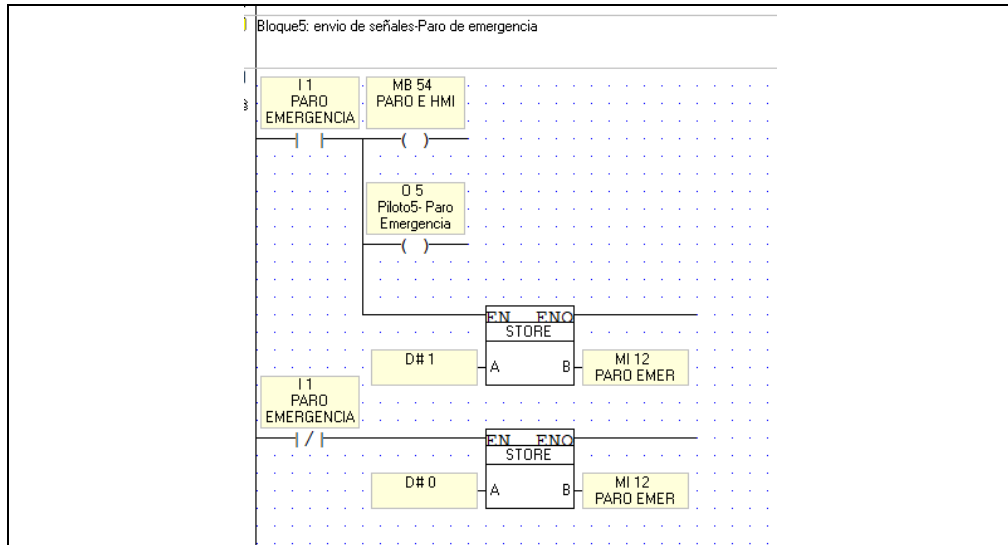 Bloque5: envio de señales-Paro de emergencia
I 1
PARO
EMERGENCIA
MB 54
PARO E HMI
O 5
Piloto5- Paro
Emergencia
EN ENO
STORE
D# 1
A B
MI 12
PARO EMER
I 1
PARO
EMERGENCIA
EN ENO
STORE
D# 0
A B
MI 12
PARO EMER